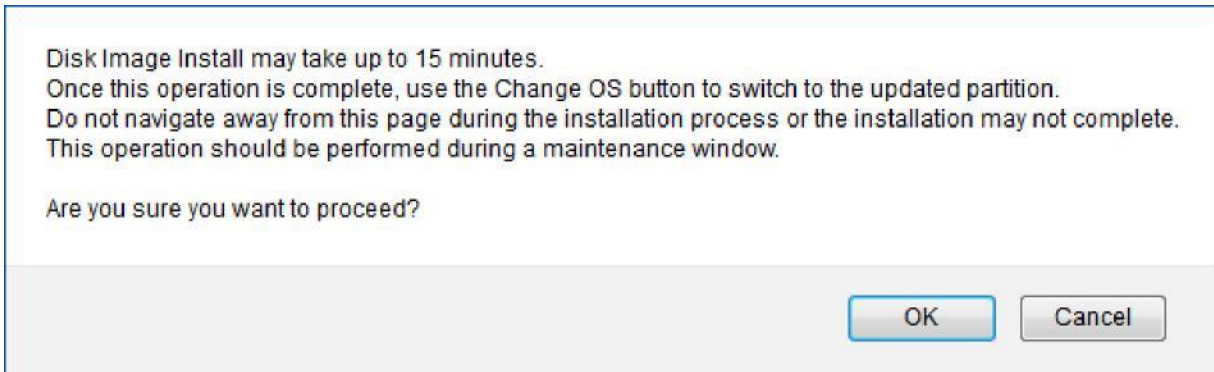 Disk Image Install may take up to 15 minutes.
Once this operation is complete, use the Change OS button to switch to the updated partition.
Do not navigate away from this page during the installation process or the installation may not complete.
This operation should be performed during a maintenance window.
Are you sure you want to proceed?
OK Cancel